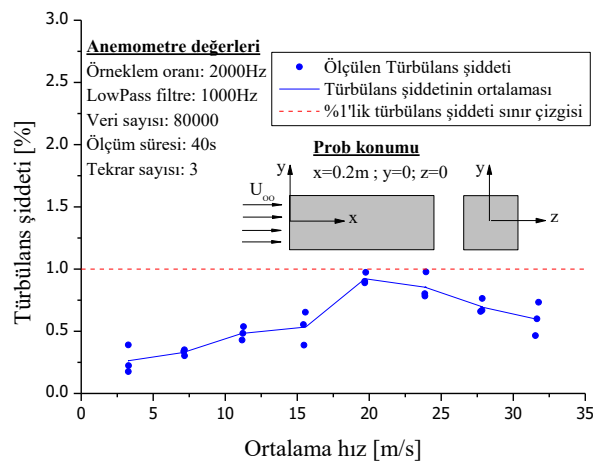 Türbülans şiddeti [%]
3.0
2.5
2.0
1.5
1.0
0.5
0.0
Anemometre değerleri
Örneklem oranı: 2000Hz
LowPass filtre: 1000Hz
Veri sayısı: 80000
Ölçüm süresi: 40s
Tekrar sayısı: 3
Ölçülen Türbülans şiddeti
Türbülans şiddetinin ortalaması
%1'lik türbülans şiddeti sınır çizgisi
Prob konumu
x=0.2m ; y=0; z=0
y
y
U
oo
x
z
0 5 10 15 20 25 30 35
Ortalama hız [m/s]